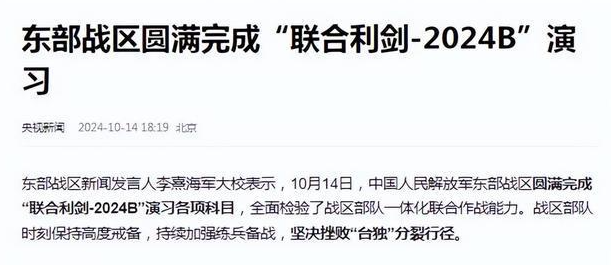 东部战区圆满完成“联合利剑-2024B”演
习
央视新闻 2024-10-14 18:19 北京
东部战区新闻发言人李熹海军大校表示，10月14日，中国人民解放军东部战区圆满完成
“联合利剑-2024B”演习各项科目，全面检验了战区部队一体化联合作战能力。战区部队
时刻保持高度戒备，持续加强练兵备战，坚决挫败“台独”分裂行径。